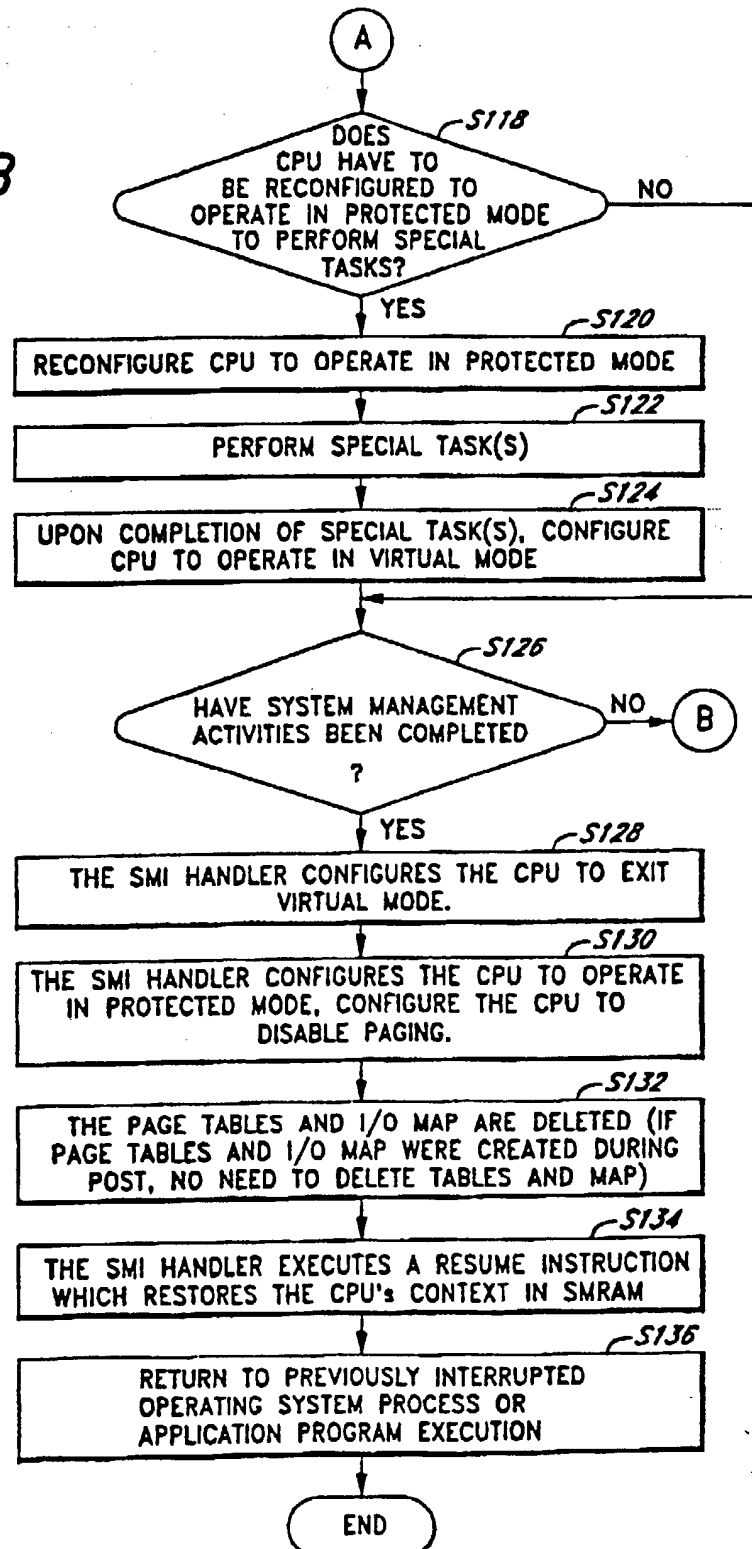 A
S118
B
DOES
CPU HAVE TO
BE RECONFIGURED TO
OPERATE IN PROTECTED MODE
TO PERFORM SPECIAL
TASKS?
NO
YES
S120
RECONFIGURE CPU TO OPERATE IN PROTECTED MODE
S122
PERFORM SPECIAL TASK(S)
S124
UPON COMPLETION OF SPECIAL TASK(S), CONFIGURE
CPU TO OPERATE IN VIRTUAL MODE
S126
HAVE SYSTEM MANAGEMENT
ACTIVITIES BEEN COMPLETED
?
NO
B
YES
S128
THE SMI HANDLER CONFIGURES THE CPU TO EXIT
VIRTUAL MODE.
S130
THE SMI HANDLER CONFIGURES THE CPU TO OPERATE
IN PROTECTED MODE, CONFIGURE THE CPU TO
DISABLE PAGING.
S132
THE PAGE TABLES AND I/O MAP ARE DELETED (IF
PAGE TABLES AND I/O MAP WERE CREATED DURING
POST, NO NEED TO DELETE TABLES AND MAP)
S134
THE SMI HANDLER EXECUTES A RESUME INSTRUCTION
WHICH RESTORES THE CPU's CONTEXT IN SMRAM
S136
RETURN TO PREVIOUSLY INTERRUPTED
OPERATING SYSTEM PROCESS OR
APPLICATION PROGRAM EXECUTION
END